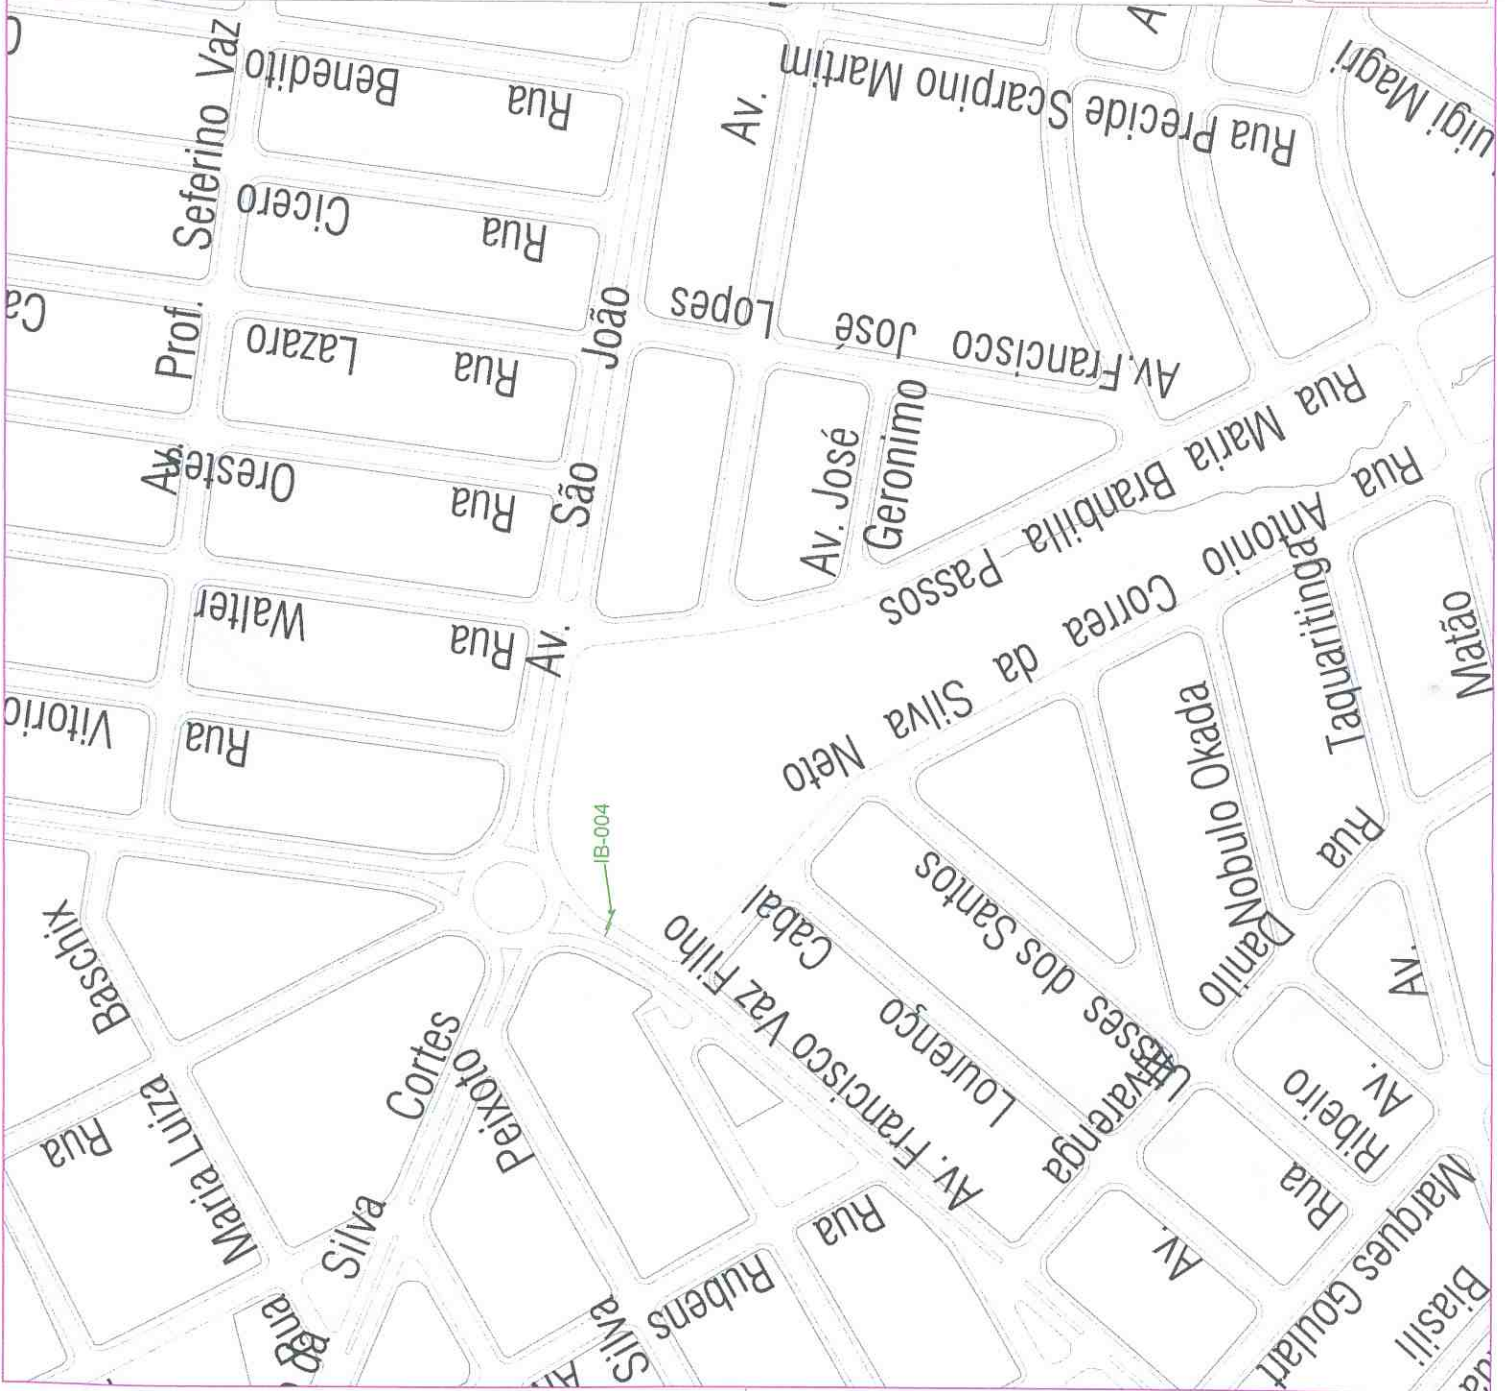 Rua Benedito
Rua Cicero
Rua Lazaro
Rua Orestes
Rua Walter
Rua Vitorio
Av. Prof. Seferino Vaz
Av. São João
Av.
Rua Precide Scarpino Martim
uigi Magri
Av. Francisco José Lopes
Av. José
Geronimo
Rua Maria Branbilla Passos
Rua Antonio Correa da Silva Neto
Taquaritinga
Matão
Rua
Nobulo Okada
Danilo
Ulisses dos Santos
Lourenço Cabal
Alvarenga
Av. Francisco Vaz Filho
IB-004
Baschix
Maria Luiza
Rua
Cortes
Silva
Peixoto
Silva
Rua Rubens
Rua
Av.
Av.
Ribeiro
Rua
Av.
Marques Goulart
Biasili
Ca
A